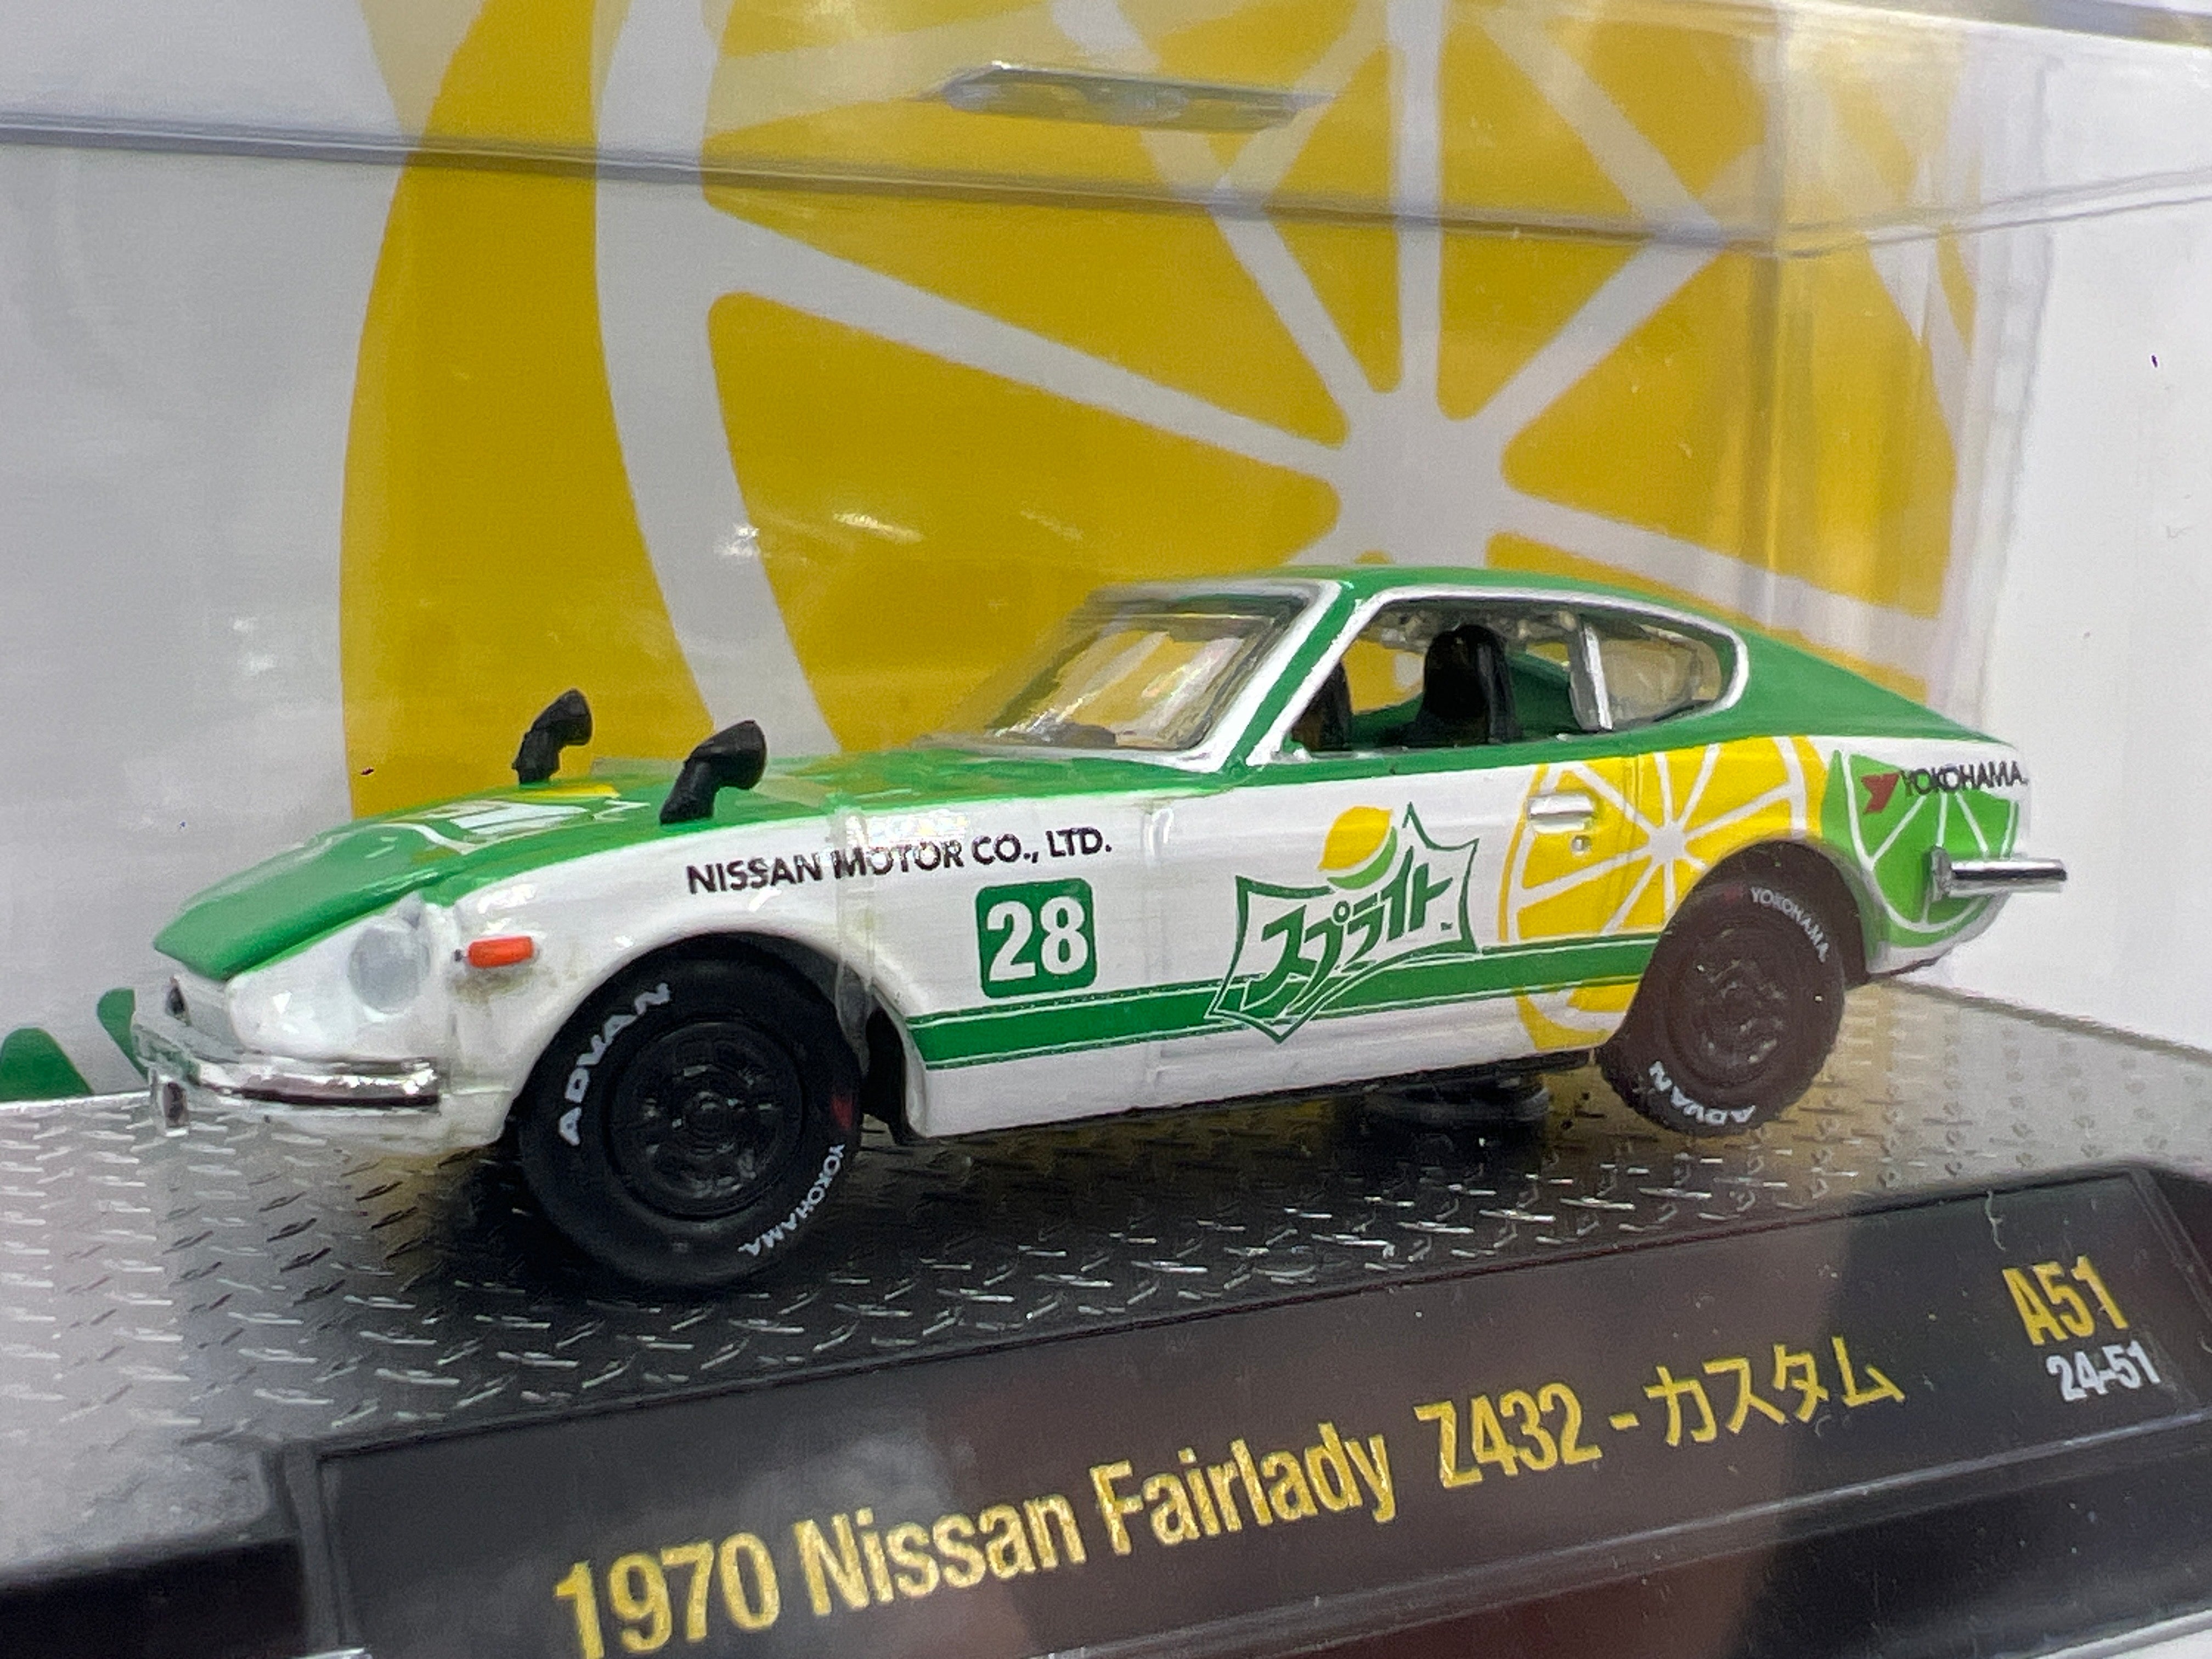 NISSAN MOTOR CO., LTD.
28
スプライト
YOKOHAMA
ADVAN
YOKOHAMA
YOKOHAMA
ADVAN
1970 Nissan Fairlady Z432 - カスタム
A51
24-51